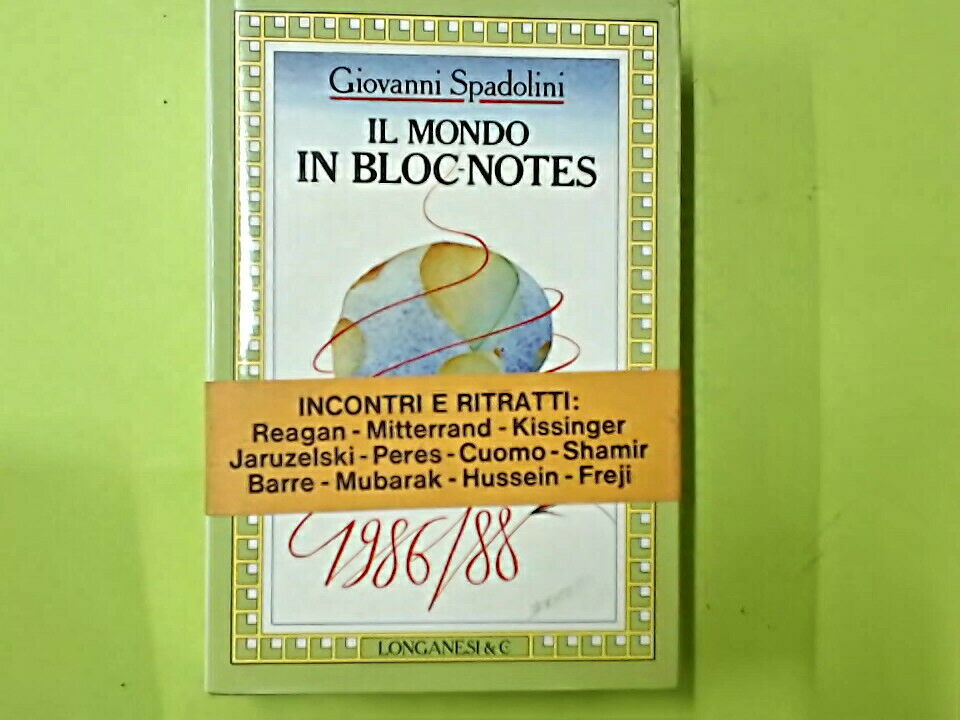 Giovanni Spadolini
IL MONDO
IN BLOC-NOTES
INCONTRI E RITRATTI:
Reagan - Mitterrand - Kissinger
Jaruzelski - Peres - Cuomo - Shamir
Barre - Mubarak - Hussein - Freji
1986/88
LONGANESI & C